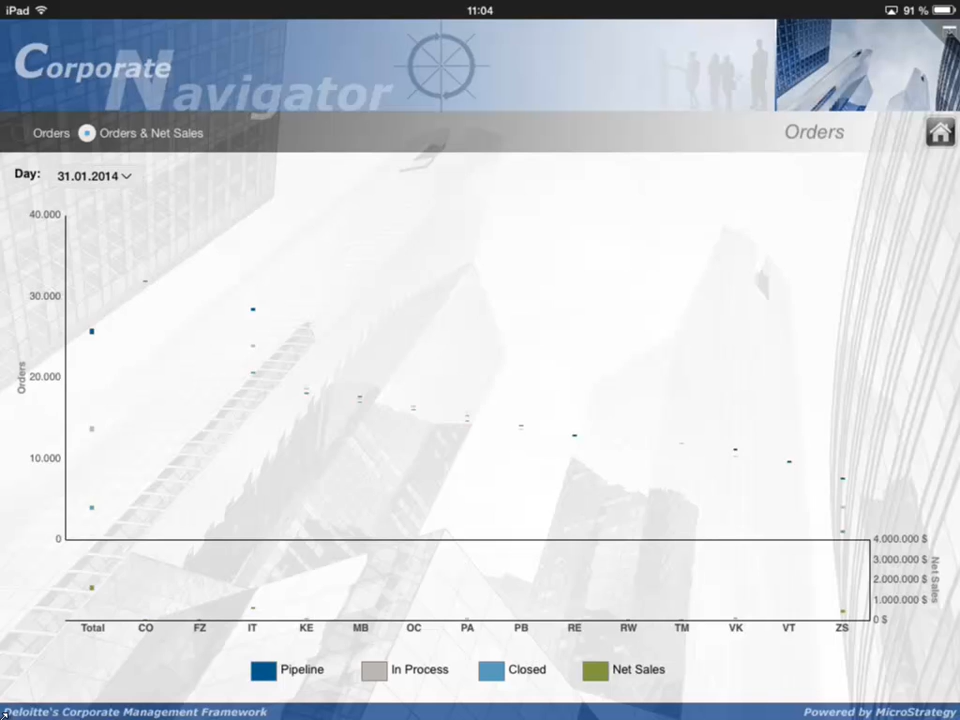 iPad 11:04 91 %
Corporate
Navigator
Orders Orders & Net Sales Orders
Day: 31.01.2014
40.000
30.000
20.000
10.000
0
Orders
4.000.000 $
3.000.000 $
2.000.000 $
1.000.000 $
0 $
Net Sales
Total CO FZ IT KE MB OC PA PB RE RW TM VK VT ZS
Pipeline In Process Closed Net Sales
Deloitte's Corporate Management Framework Powered by MicroStrategy